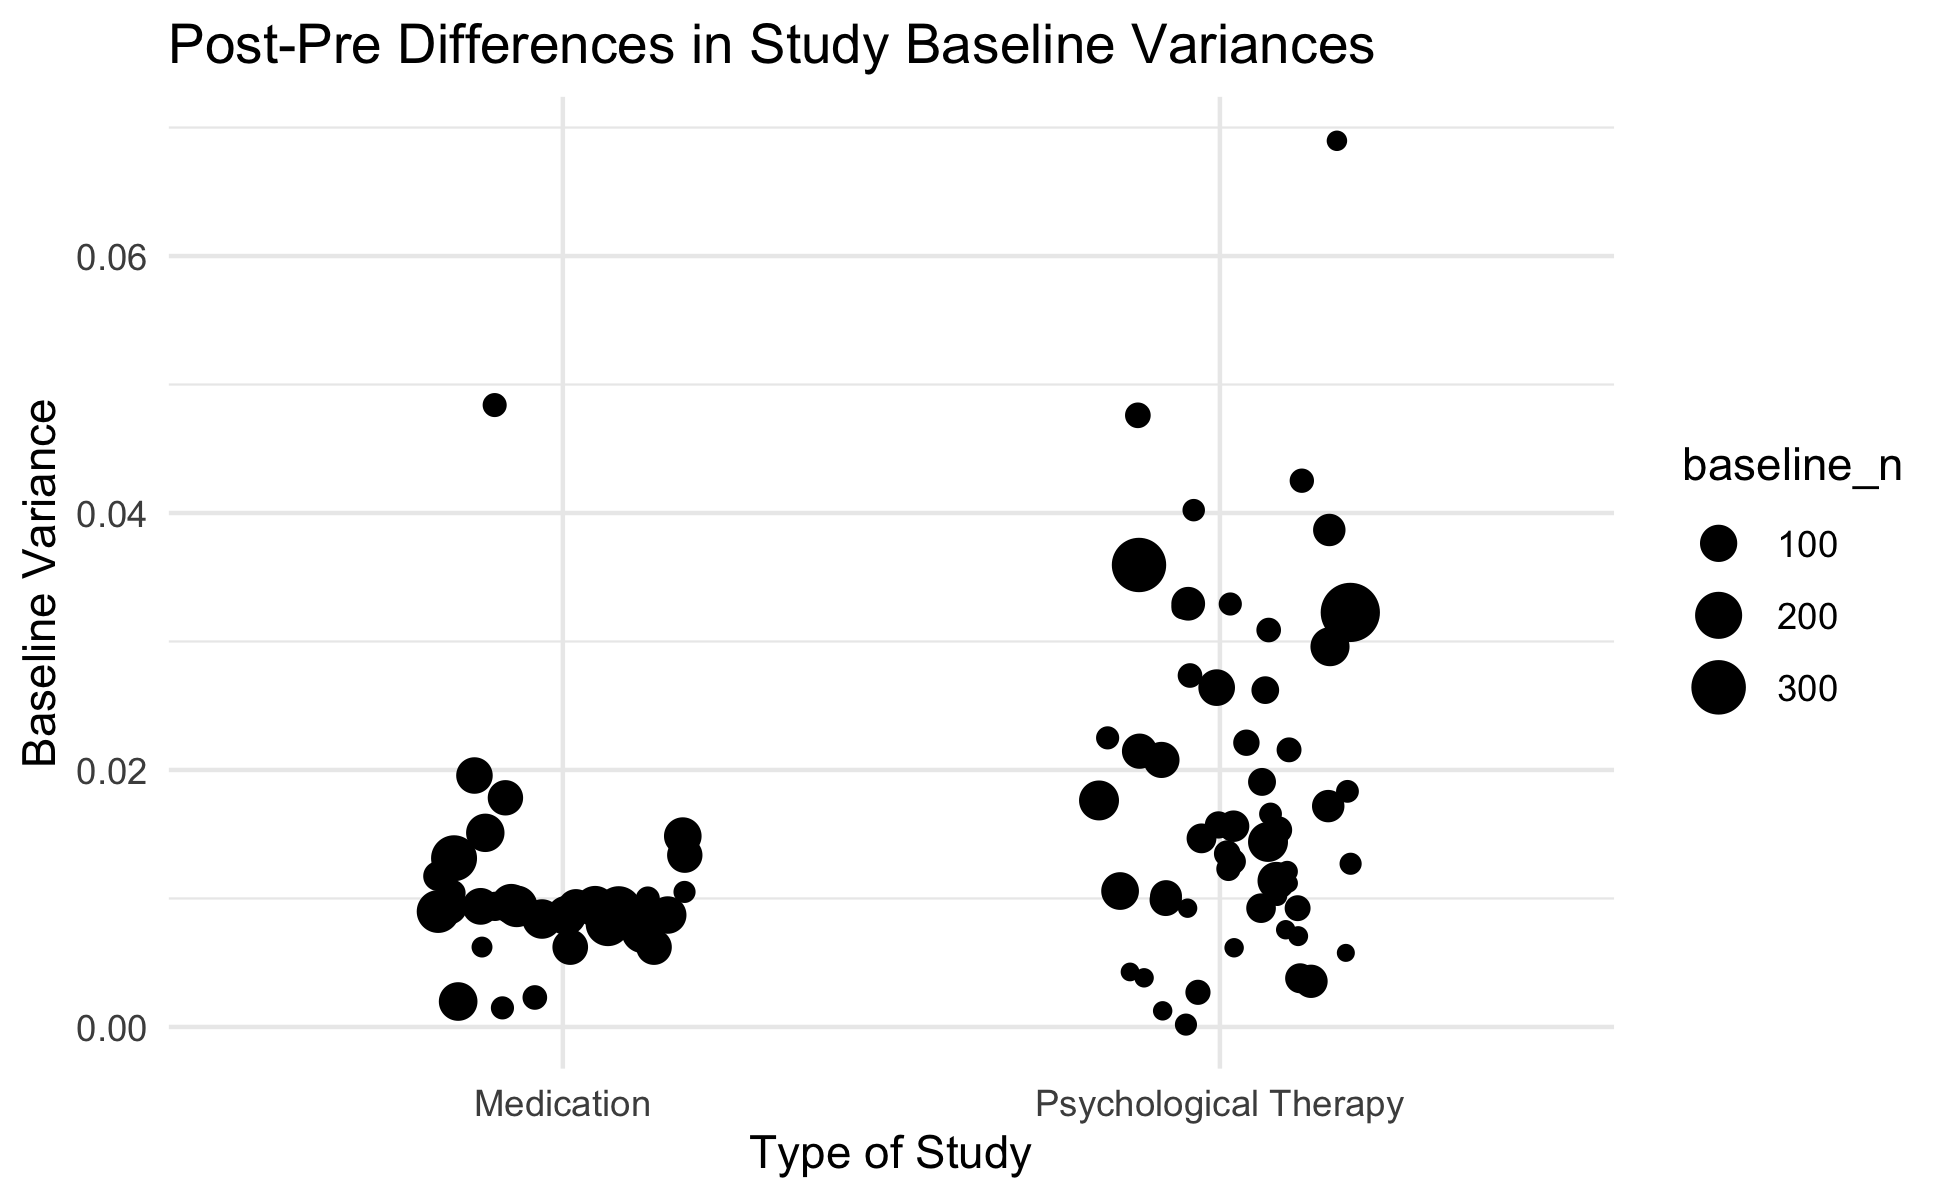 Post-Pre Differences in Study Baseline Variances
Baseline Variance
0.06
0.04
0.02
0.00
Medication
Psychological Therapy
Type of Study
baseline_n
100
200
300